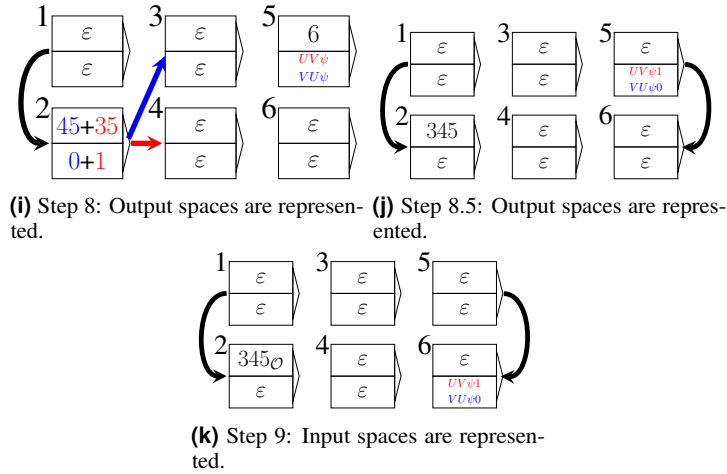 1 3 5
ε ε 6
ε ε UVψ
VUψ
2 4 6
45+35 ε ε
0+1 ε ε
(i) Step 8: Output spaces are represen-
ted.
1 3 5
ε ε ε
ε ε UVψ1
VUψ0
2 4 6
345 ε ε
ε ε ε
(j) Step 8.5: Output spaces are repres-
ented.
1 3 5
ε ε ε
ε ε ε
2 4 6
345𝒪 ε ε
ε ε UVψ1
VUψ0
(k) Step 9: Input spaces are represen-
ted.